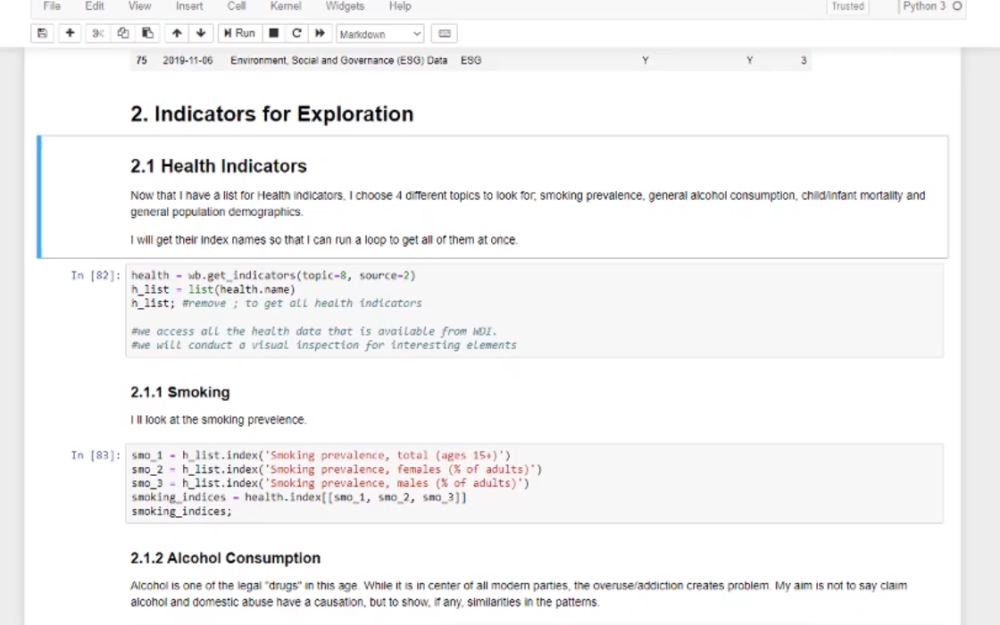 File Edit View Insert Cell Kernel Widgets Help Trusted Python 3
Run Markdown
75 2019-11-06 Environment, Social and Governance (ESG) Data ESG Y Y 3
2. Indicators for Exploration
2.1 Health Indicators
Now that I have a list for Health Indicators, I choose 4 different topics to look for; smoking prevalence, general alcohol consumption, child/infant mortality and
general population demographics.
I will get their index names so that I can run a loop to get all of them at once.
In [82]: health = wb.get_indicators(topic=8, source=2)
h_list = list(health.name)
h_list; #remove ; to get all health indicators
#we access all the health data that is available from WDI.
#we will conduct a visual inspection for interesting elements
2.1.1 Smoking
I ll look at the smoking prevelence.
In [83]: smo_1 = h_list.index('Smoking prevalence, total (ages 15+)')
smo_2 = h_list.index('Smoking prevalence, females (% of adults)')
smo_3 = h_list.index('Smoking prevalence, males (% of adults)')
smoking_indices = health.index[[smo_1, smo_2, smo_3]]
smoking_indices;
2.1.2 Alcohol Consumption
Alcohol is one of the legal "drugs" in this age. While it is in center of all modern parties, the overuse/addiction creates problem. My aim is not to say claim
alcohol and domestic abuse have a causation, but to show, if any, similarities in the patterns.